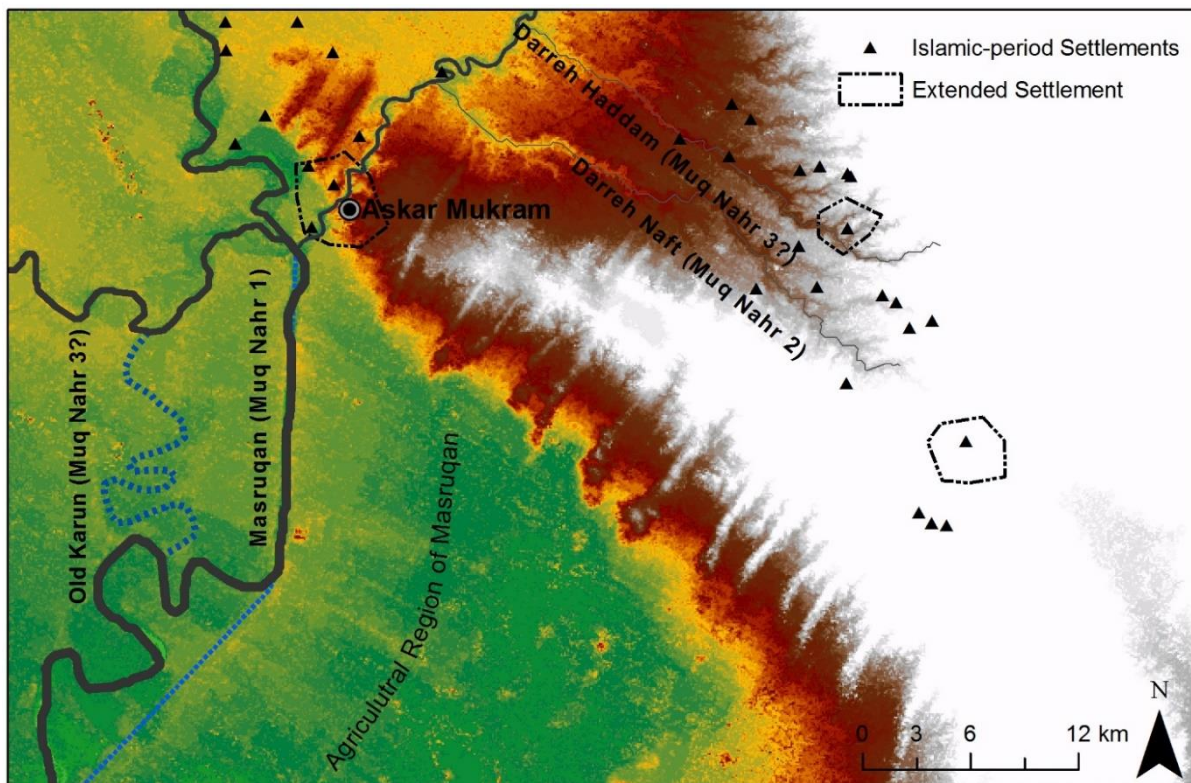 Islamic-period Settlements
Extended Settlement
Darreh Haddam (Muq Nahr 3?)
Darreh Naft (Muq Nahr 2)
Askar Mukram
Old Karun (Muq Nahr 3?)
Masruqan (Muq Nahr 1)
Agriculutral Region of Masruqan
N
0 3 6 12 km